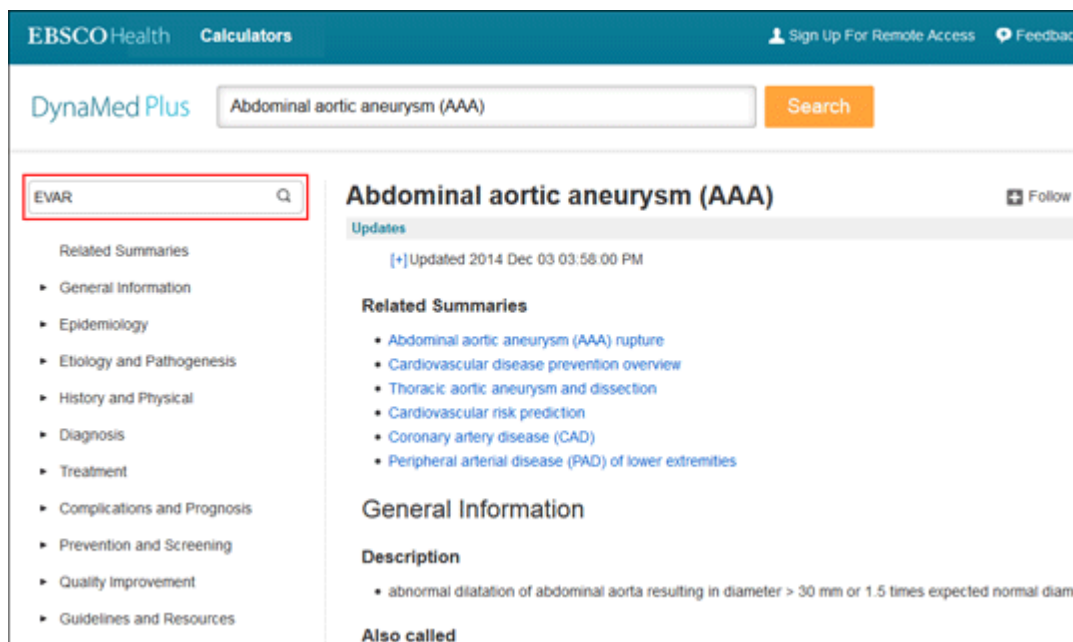 EBSCO Health Calculators Sign Up For Remote Access Feedbac
DynaMed Plus Abdominal aortic aneurysm (AAA) Search
EVAR
Related Summaries
General Information
Epidemiology
Etiology and Pathogenesis
History and Physical
Diagnosis
Treatment
Complications and Prognosis
Prevention and Screening
Quality Improvement
Guidelines and Resources
Abdominal aortic aneurysm (AAA) Follow
Updates
[+] Updated 2014 Dec 03 03:58:00 PM
Related Summaries
• Abdominal aortic aneurysm (AAA) rupture
• Cardiovascular disease prevention overview
• Thoracic aortic aneurysm and dissection
• Cardiovascular risk prediction
• Coronary artery disease (CAD)
• Peripheral arterial disease (PAD) of lower extremities
General Information
Description
• abnormal dilatation of abdominal aorta resulting in diameter > 30 mm or 1.5 times expected normal diam
Also called